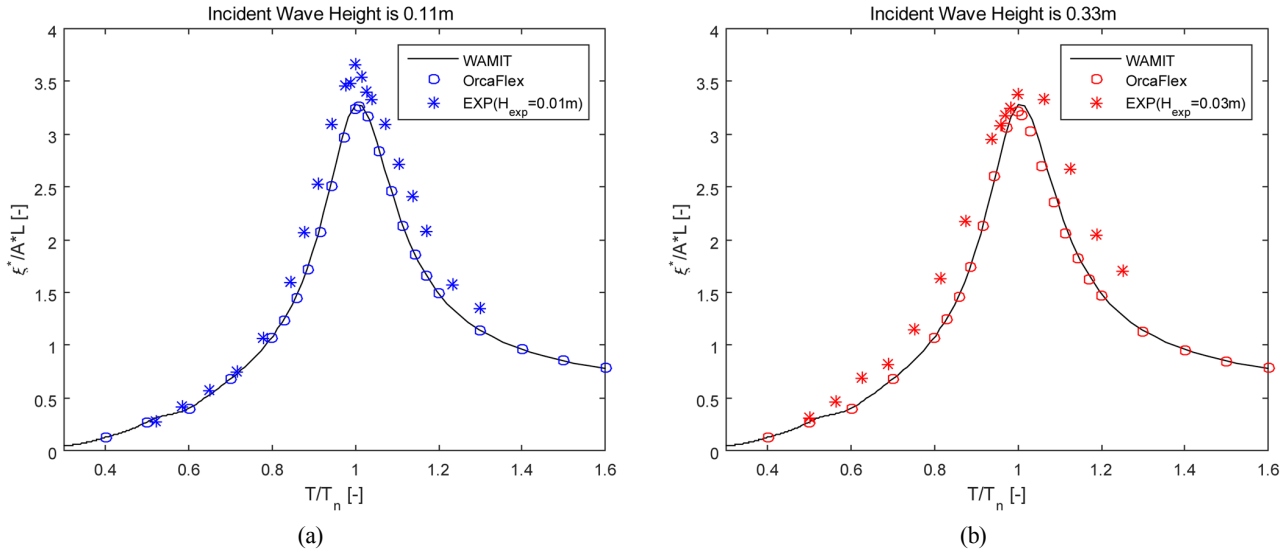 Incident Wave Height is 0.11m
4
3.5
3
2.5
2
1.5
1
0.5
0
ξ*/A*L [-]
WAMIT
OrcaFlex
EXP(Hexp=0.01m)
0.4 0.6 0.8 1 1.2 1.4 1.6
T/Tn [-]
(a)
Incident Wave Height is 0.33m
4
3.5
3
2.5
2
1.5
1
0.5
0
ξ*/A*L [-]
WAMIT
OrcaFlex
EXP(Hexp=0.03m)
0.4 0.6 0.8 1 1.2 1.4 1.6
T/Tn [-]
(b)